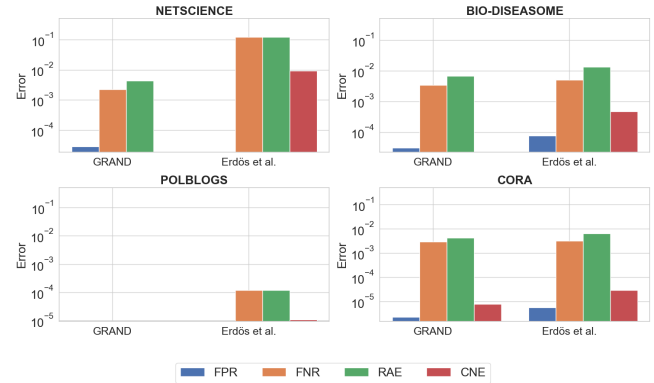 NETSCIENCE
Error
10⁻¹
10⁻²
10⁻³
10⁻⁴
GRAND
Erdös et al.
BIO-DISEASOME
Error
10⁻¹
10⁻²
10⁻³
10⁻⁴
GRAND
Erdös et al.
POLBLOGS
Error
10⁻¹
10⁻²
10⁻³
10⁻⁴
10⁻⁵
GRAND
Erdös et al.
CORA
Error
10⁻¹
10⁻²
10⁻³
10⁻⁴
10⁻⁵
GRAND
Erdös et al.
FPR FNR RAE CNE